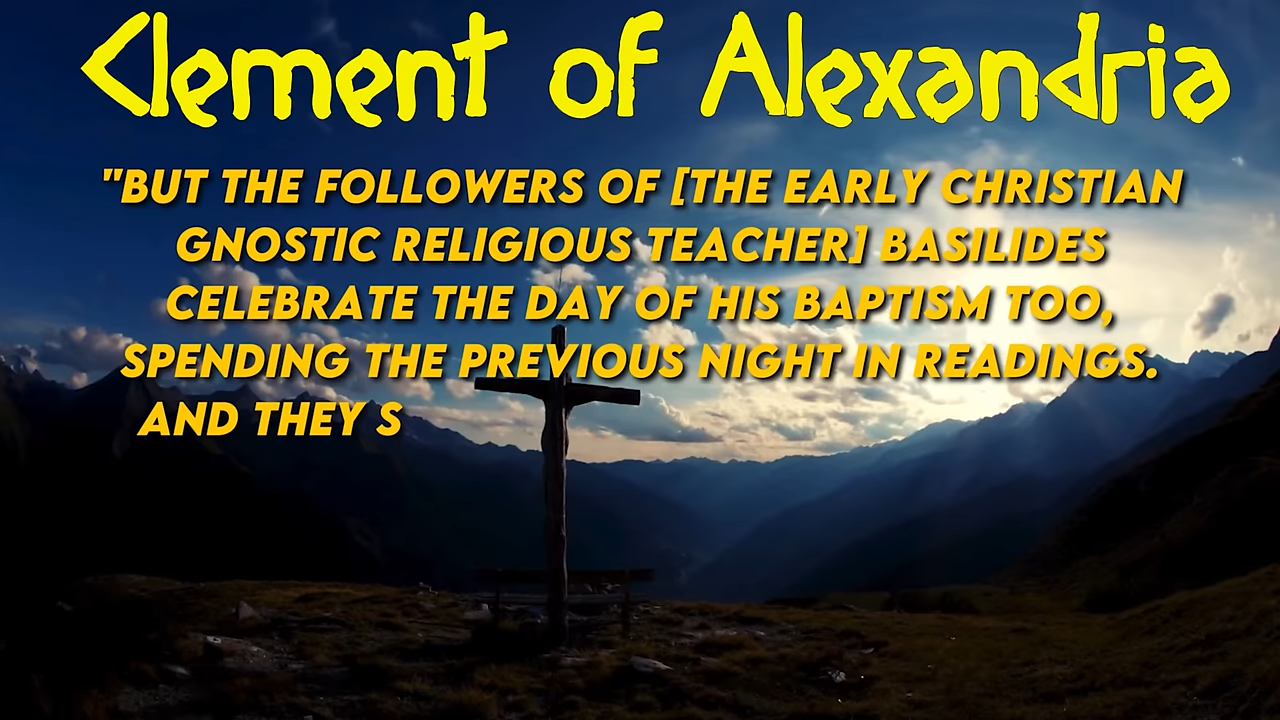 Clement of Alexandria
"BUT THE FOLLOWERS OF [THE EARLY CHRISTIAN
GNOSTIC RELIGIOUS TEACHER] BASILIDES
CELEBRATE THE DAY OF HIS BAPTISM TOO,
SPENDING THE PREVIOUS NIGHT IN READINGS.
AND THEY S